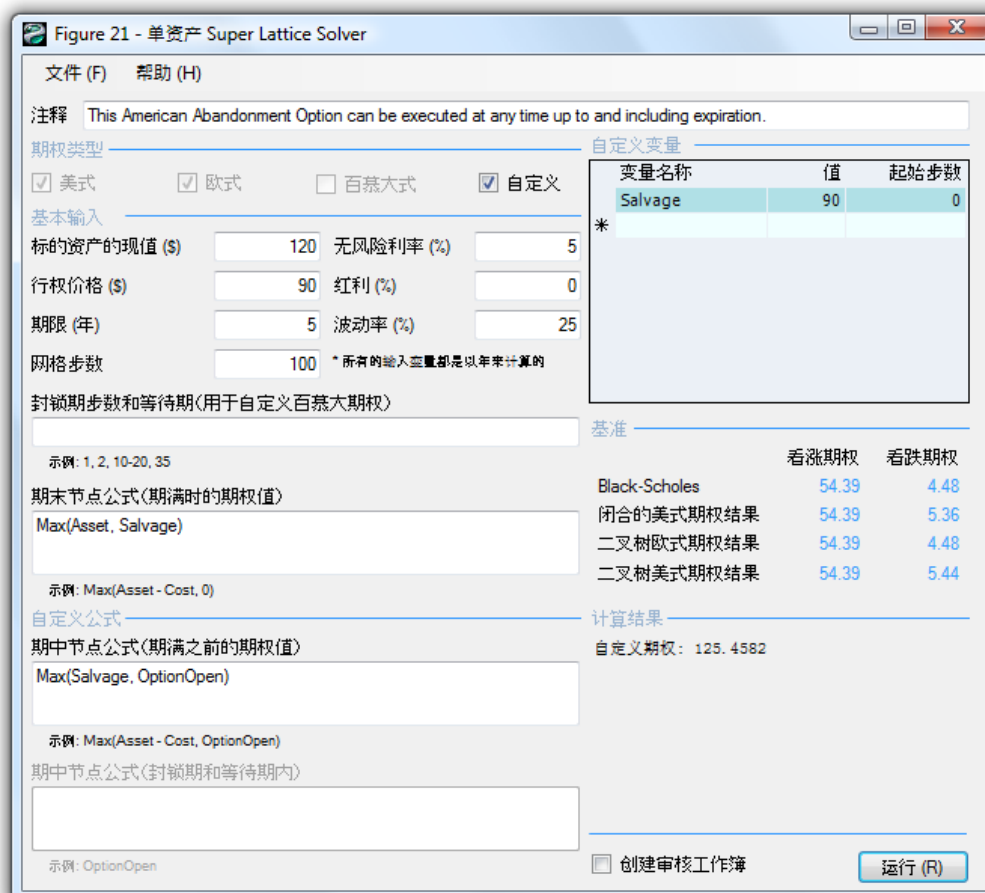 Figure 21 - 单资产 Super Lattice Solver
文件 (F) 帮助 (H)
注释 This American Abandonment Option can be executed at any time up to and including expiration.
期权类型
美式 欧式 百慕大式 自定义
基本输入
标的资产的现值 ($) 120 无风险利率 (%) 5
行权价格 ($) 90 红利 (%) 0
期限 (年) 5 波动率 (%) 25
网格步数 100 * 所有的输入变量都是以年来计算的
封锁期步数和等待期(用于自定义百慕大期权)
示例: 1, 2, 10-20, 35
期末节点公式(期满时的期权值)
Max(Asset, Salvage)
示例: Max(Asset - Cost, 0)
自定义公式
期中节点公式(期满之前的期权值)
Max(Salvage, OptionOpen)
示例: Max(Asset - Cost, OptionOpen)
期中节点公式(封锁期和等待期内)
示例: OptionOpen
自定义变量
变量名称 值 起始步数
Salvage 90 0
*
基准
看涨期权 看跌期权
Black-Scholes 54.39 4.48
闭合的美式期权结果 54.39 5.36
二叉树欧式期权结果 54.39 4.48
二叉树美式期权结果 54.39 5.44
计算结果
自定义期权: 125.4582
创建审核工作簿 运行 (R)